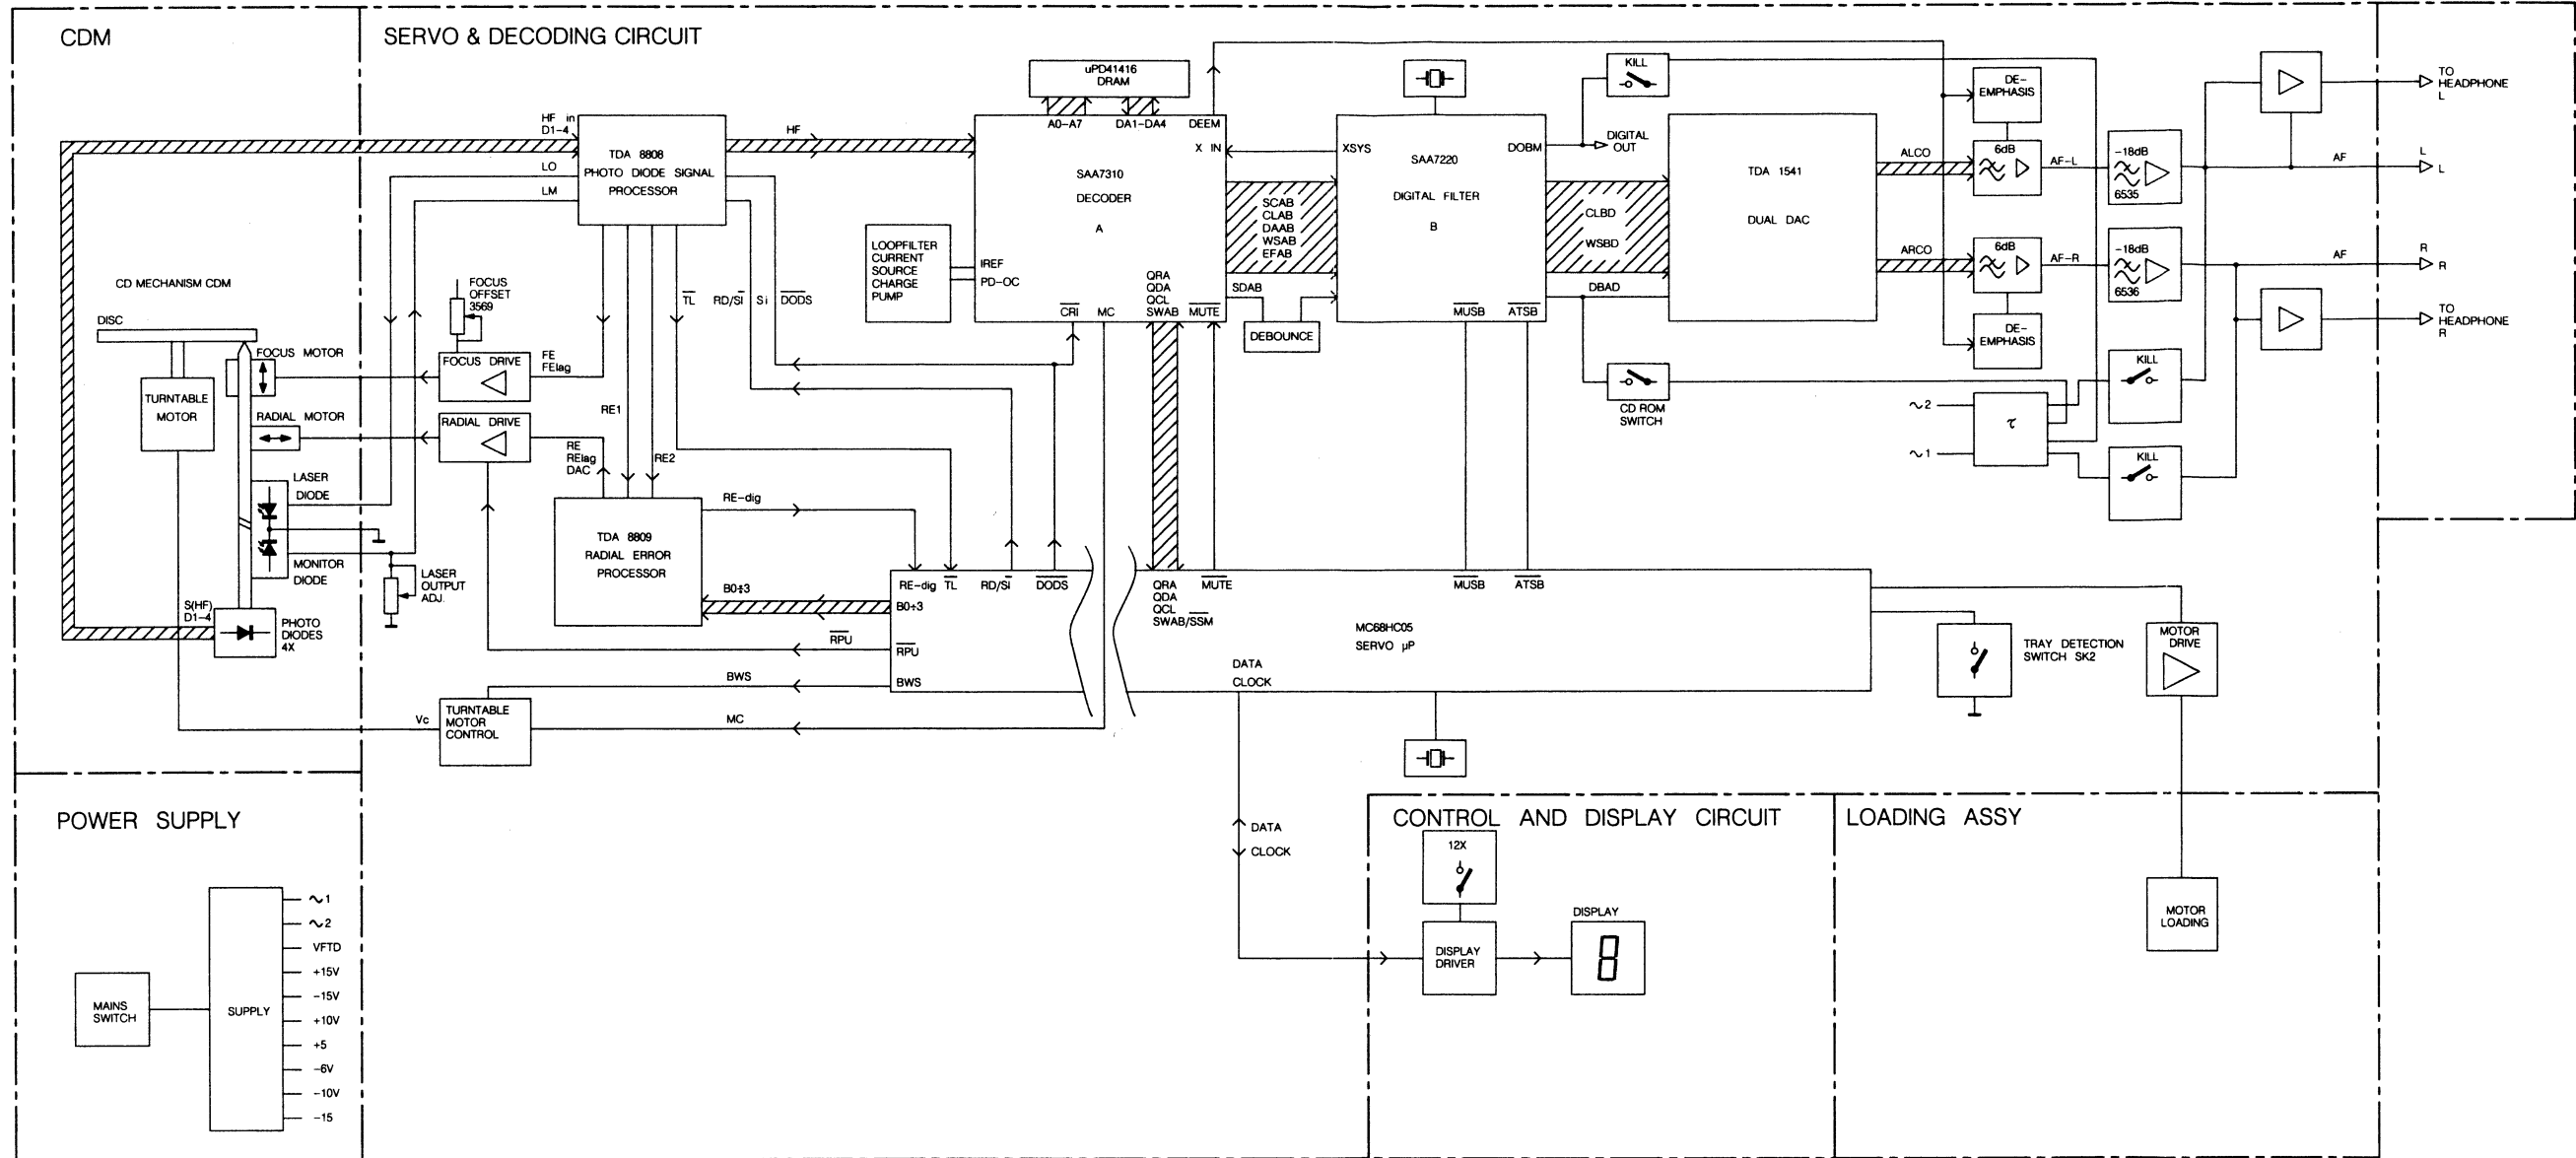 CDM
SERVO & DECODING CIRCUIT
uPD41416
DRAM
A0-A7
DA1-DA4
DEEM
X IN
SAA7310
DECODER
A
IREF
PD-OC
CRI
MC
QRA
QDA
QCL
SWAB
MUTE
LOOPFILTER
CURRENT
SOURCE
CHARGE
PUMP
HF in
D1-4
LO
LM
TDA 8808
PHOTO DIODE SIGNAL
PROCESSOR
HF
TL
RD/SI
Si
DODS
SCAB
CLAB
DAAB
WSAB
EFAB
SDAB
DEBOUNCE
XSYS
SAA7220
DIGITAL FILTER
B
DOBM
MUSB
ATSB
KILL
DIGITAL
OUT
CLBD
WSBD
DBAD
TDA 1541
DUAL DAC
ALCO
ARCO
DE-
EMPHASIS
6dB
AF-L
-18dB
6535
6dB
AF-R
-18dB
6536
DE-
EMPHASIS
TO
HEADPHONE
L
AF
L
L
AF
R
R
TO
HEADPHONE
R
KILL
KILL
CD ROM
SWITCH
~2
~1
τ
CD MECHANISM CDM
DISC
TURNTABLE
MOTOR
FOCUS MOTOR
RADIAL MOTOR
LASER
DIODE
MONITOR
DIODE
S(HF)
D1-4
PHOTO
DIODES
4X
LASER
OUTPUT
ADJ.
FOCUS
OFFSET
3569
FOCUS DRIVE
FE
FElag
RADIAL DRIVE
RE
RElag
DAC
RE1
RE2
TDA 8809
RADIAL ERROR
PROCESSOR
RE-dig
B0÷3
RPU
BWS
MC
Vc
TURNTABLE
MOTOR
CONTROL
RE-dig
TL
RD/SI
DODS
B0÷3
RPU
BWS
QRA
QDA
QCL
SWAB/SSM
MUTE
MUSB
ATSB
MC68HC05
SERVO µP
DATA
CLOCK
TRAY DETECTION
SWITCH SK2
MOTOR
DRIVE
DATA
CLOCK
POWER SUPPLY
MAINS
SWITCH
SUPPLY
~1
~2
VFTD
+15V
-15V
+10V
+5
-6V
-10V
-15
CONTROL AND DISPLAY CIRCUIT
12X
DISPLAY
DRIVER
DISPLAY
8
LOADING ASSY
MOTOR
LOADING